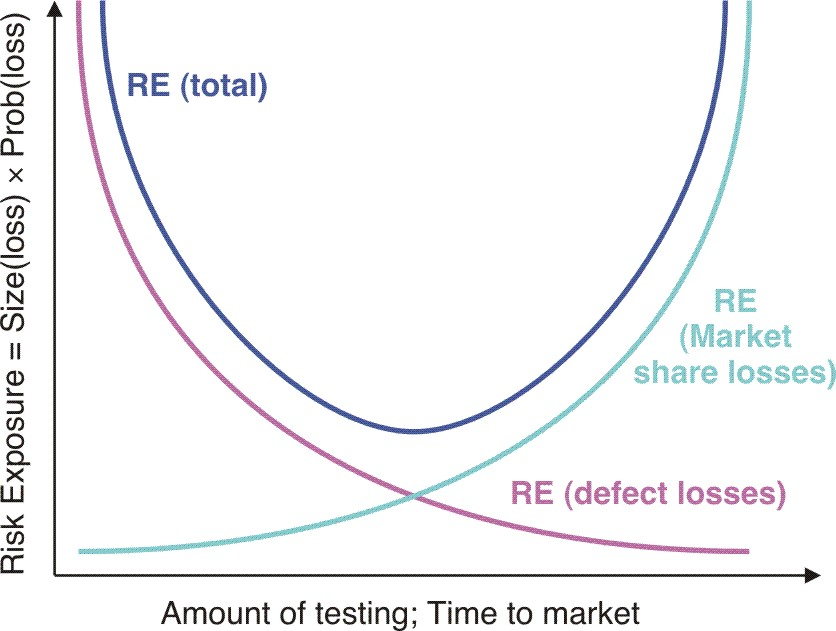 Risk Exposure = Size(loss) × Prob(loss)
RE (total)
RE
(Market
share losses)
RE (defect losses)
Amount of testing; Time to market